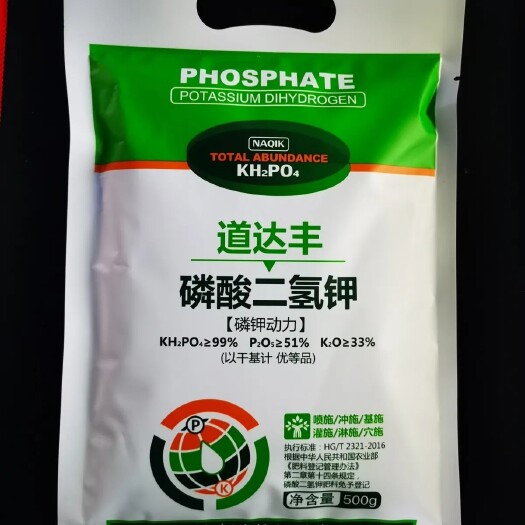 PHOSPHATE
POTASSIUM DIHYDROGEN
NAQIK
TOTAL ABUNDANCE
KH₂PO₄
道达丰
磷酸二氢钾
【磷钾动力】
KH₂PO₄≥99% P₂O₅≥51% K₂O≥33%
(以干基计 优等品)
喷施/冲施/基施
灌施/淋施/穴施
执行标准：HG/T 2321-2016
根据中华人民共和国农业部
《肥料登记管理办法》
第二章第十四条规定，
磷酸二氢钾肥料免予登记
净含量 500g
P
K